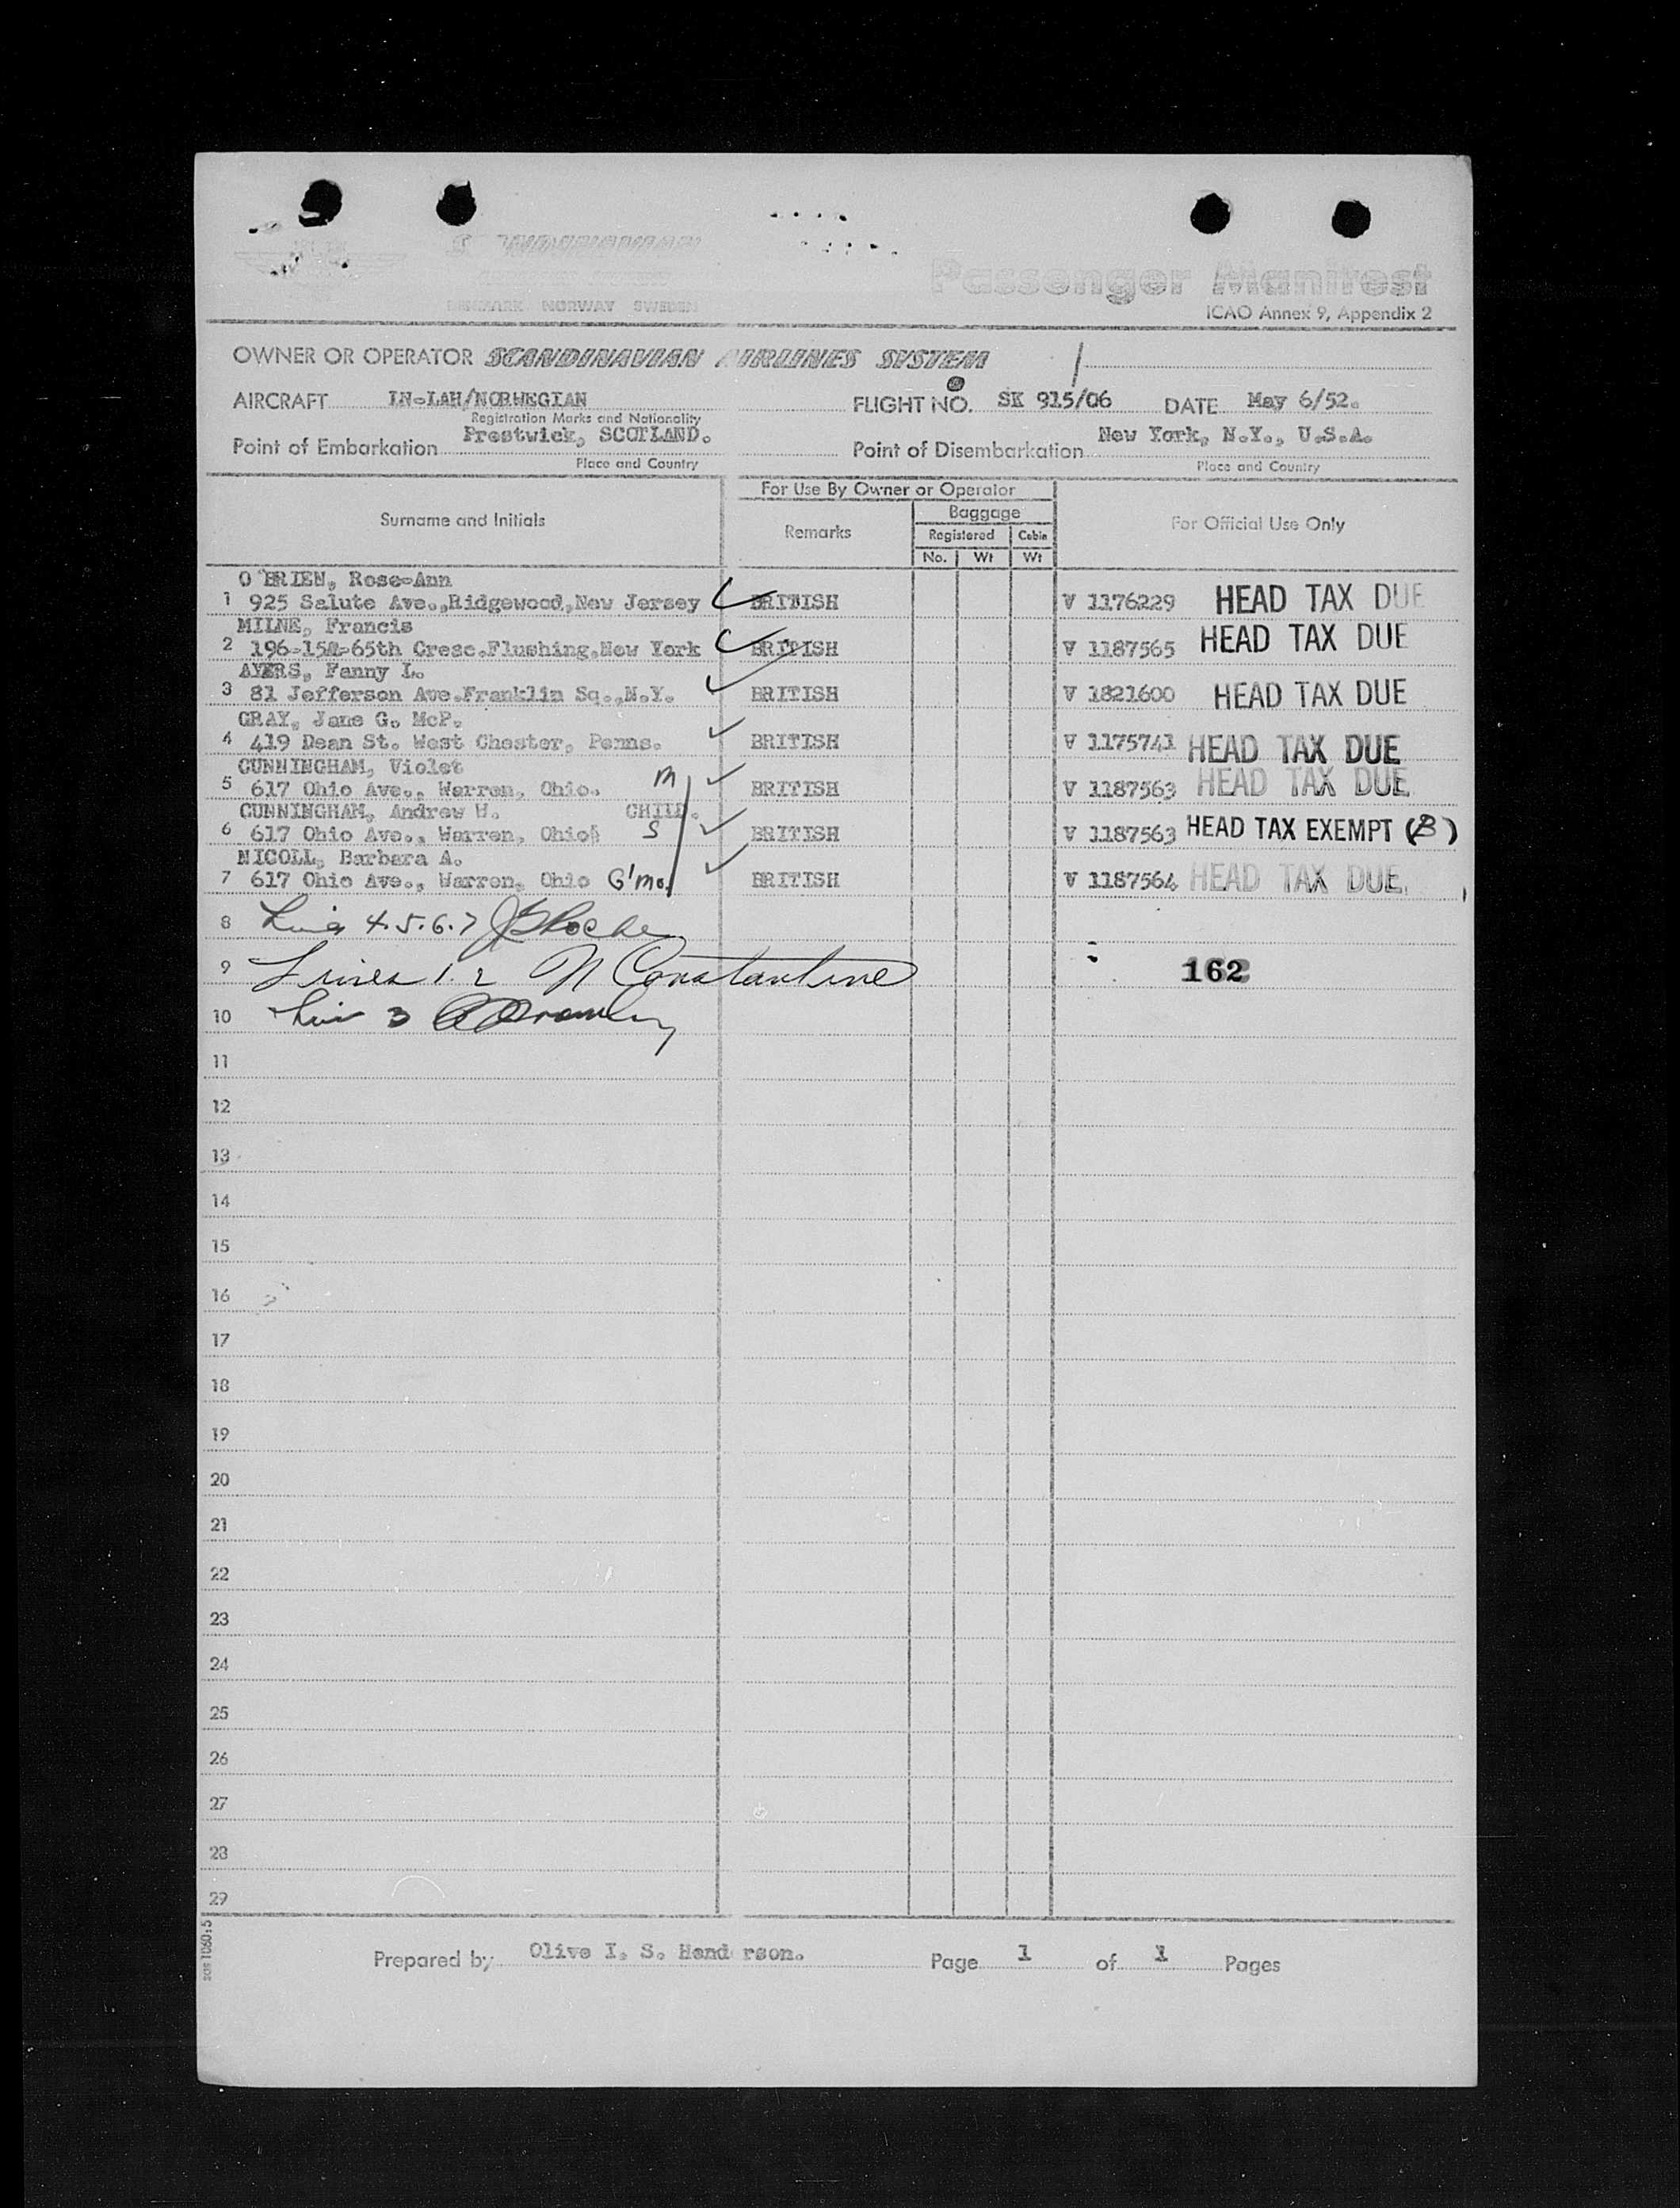 DENMARK NORWAY SWEDEN
Passenger Manifest
ICAO Annex 9, Appendix 2
OWNER OR OPERATOR SCANDINAVIAN AIRLINES SYSTEM
AIRCRAFT LN-LAH/NORWEGIAN FLIGHT NO. SK 915/06 DATE May 6/52.
Registration Marks and Nationality
Point of Embarkation Prestwick, SCOTLAND. Point of Disembarkation New York, N.Y., U.S.A.
Place and Country Place and Country
For Use By Owner or Operator
Surname and Initials Remarks Baggage For Official Use Only
Registered Cabin
No. Wt Wt
O'BRIEN, Rose-Ann
1 925 Salute Ave.,Ridgewood,New Jersey BRITISH V 1176229 HEAD TAX DUE
MILNE, Francis
2 196-15A-65th Cresc.Flushing.New York BRITISH V 1187565 HEAD TAX DUE
AYERS, Fanny L.
3 81 Jefferson Ave.Franklin Sq.,N.Y. BRITISH V 1821600 HEAD TAX DUE
GRAY, Jane G. McP.
4 419 Dean St. West Chester, Penns. BRITISH V 1175741 HEAD TAX DUE
CUNNINGHAM, Violet
5 617 Ohio Ave., Warren, Ohio. M BRITISH V 1187563 HEAD TAX DUE
CUNNINGHAM, Andrew W. CHILD.
6 617 Ohio Ave., Warren, Ohio S BRITISH V 1187563 HEAD TAX EXEMPT (B)
NICOLL, Barbara A.
7 617 Ohio Ave., Warren, Ohio G'Mo. BRITISH V 1187564 HEAD TAX DUE
8 4.5.6.7
9 Lines 1.2 N Constantine 162
10 3
11
12
13
14
15
16
17
18
19
20
21
22
23
24
25
26
27
28
29
Prepared by Olive I. S. Henderson. Page 1 of 1 Pages